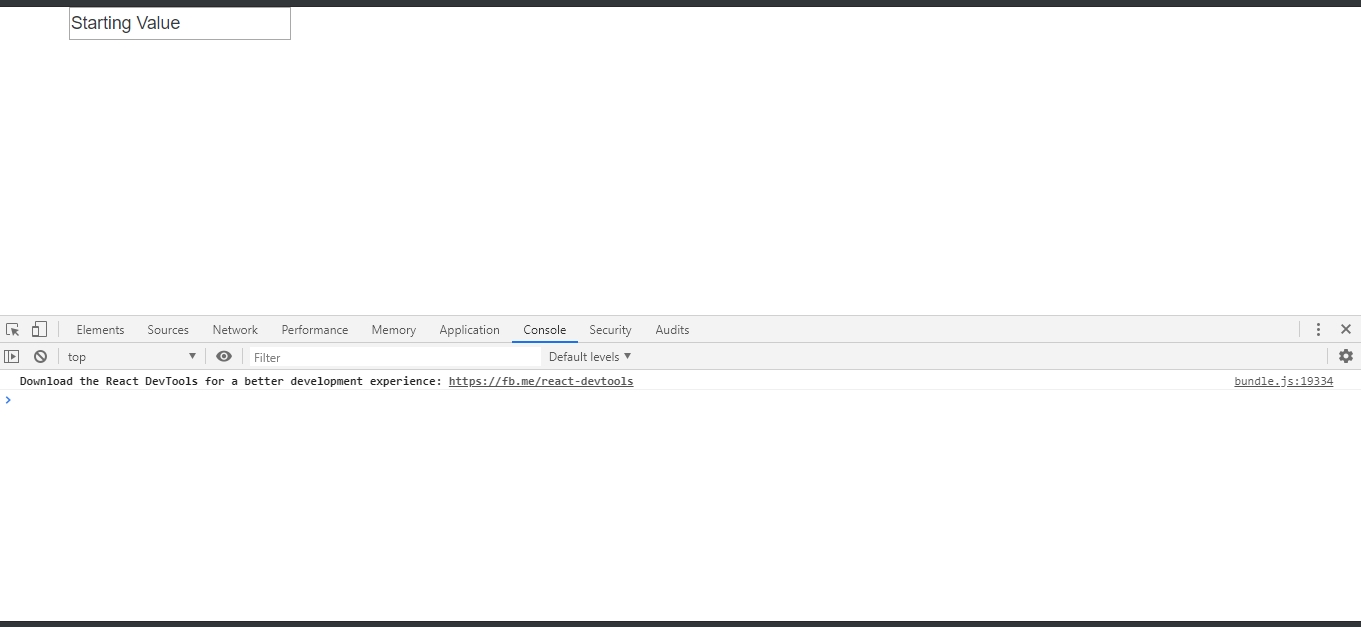 Starting Value
Elements Sources Network Performance Memory Application Console Security Audits
top Filter Default levels
Download the React DevTools for a better development experience: https://fb.me/react-devtools bundle.js:19334